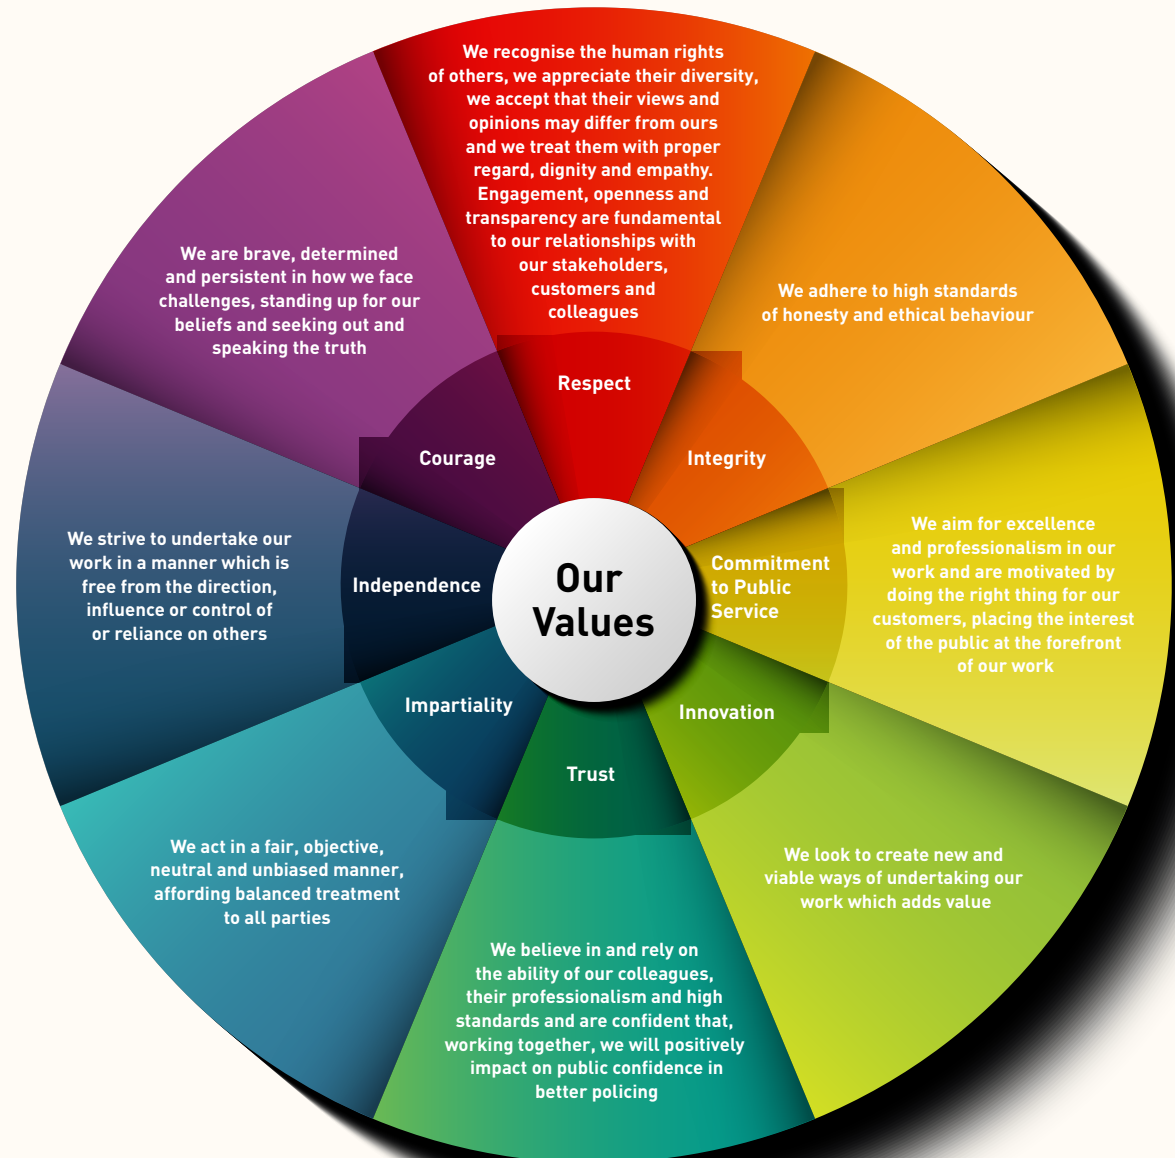 Our
Values
Respect
We recognise the human rights
of others, we appreciate their diversity,
we accept that their views and
opinions may differ from ours
and we treat them with proper
regard, dignity and empathy.
Engagement, openness and
transparency are fundamental
to our relationships with
our stakeholders,
customers and
colleagues
Integrity
We adhere to high standards
of honesty and ethical behaviour
Commitment
to Public
Service
We aim for excellence
and professionalism in our
work and are motivated by
doing the right thing for our
customers, placing the interest
of the public at the forefront
of our work
Innovation
We look to create new and
viable ways of undertaking our
work which adds value
Trust
We believe in and rely on
the ability of our colleagues,
their professionalism and high
standards and are confident that,
working together, we will positively
impact on public confidence in
better policing
Impartiality
We act in a fair, objective,
neutral and unbiased manner,
affording balanced treatment
to all parties
Independence
We strive to undertake our
work in a manner which is
free from the direction,
influence or control of
or reliance on others
Courage
We are brave, determined
and persistent in how we face
challenges, standing up for our
beliefs and seeking out and
speaking the truth